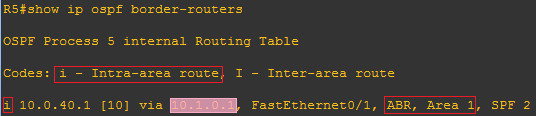 R5#show ip ospf border-routers
OSPF Process 5 internal Routing Table
Codes: i - Intra-area route, I - Inter-area route
i 10.0.40.1 [10] via 10.1.0.1, FastEthernet0/1, ABR, Area 1, SPF 2